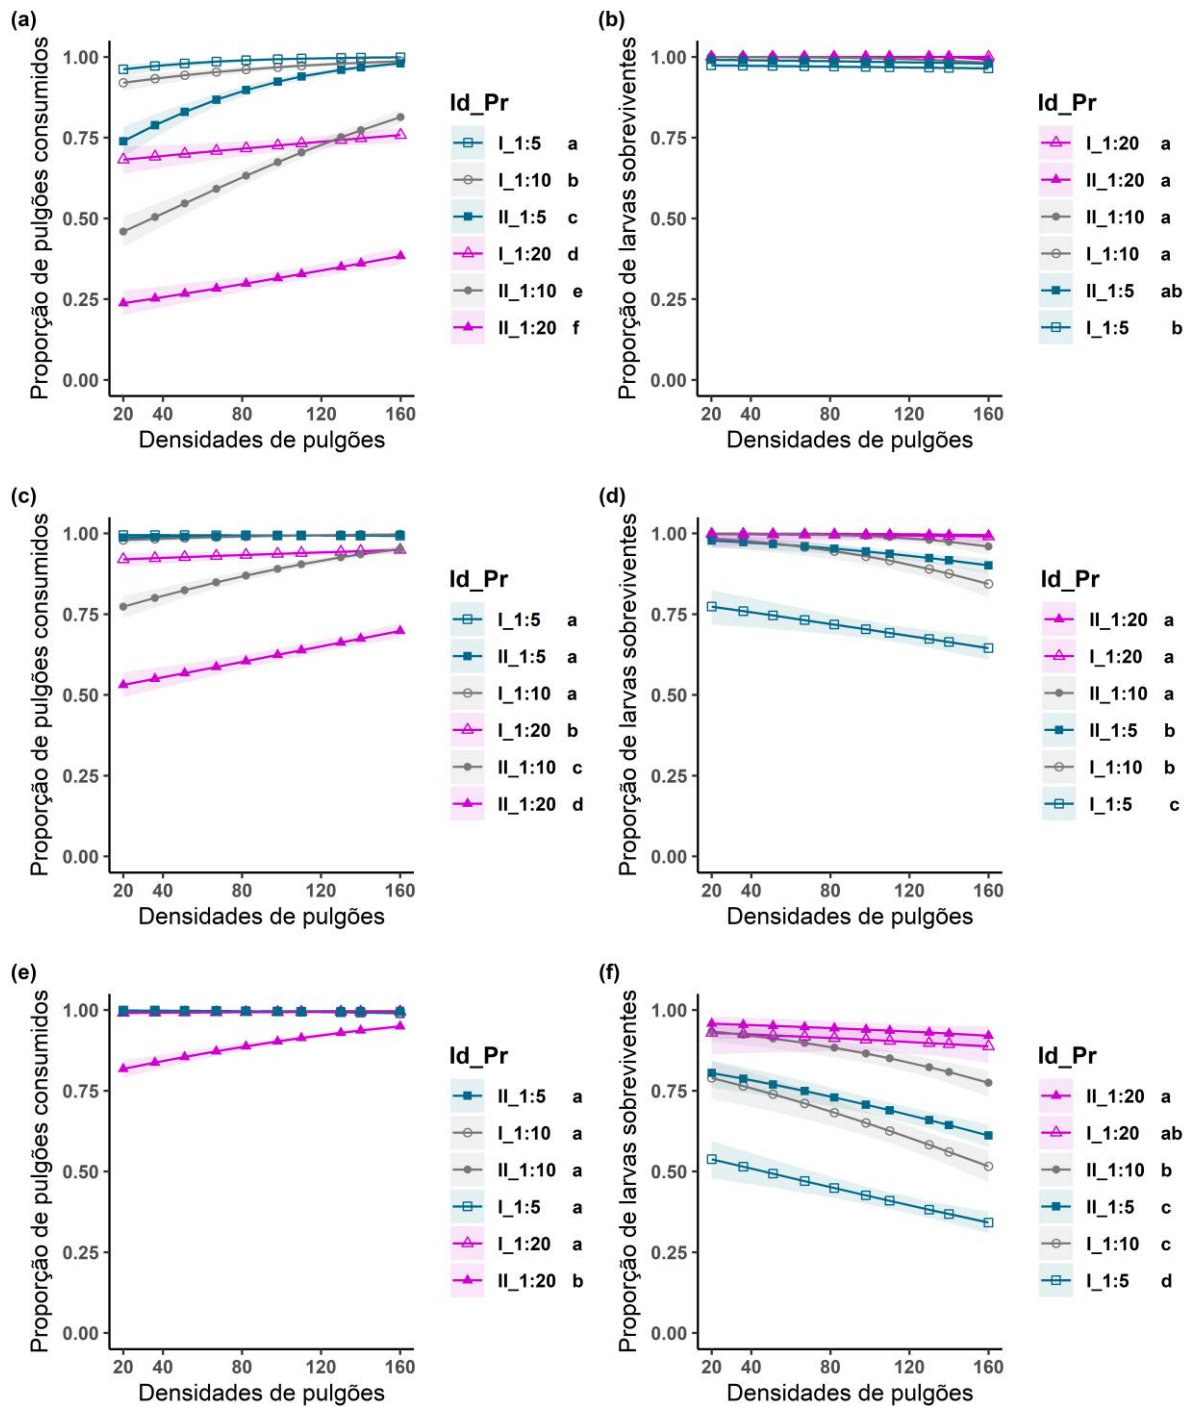 (a)
Proporção de pulgões consumidos
1.00
0.75
0.50
0.25
0.00
20 40 80 120 160
Densidades de pulgões
Id_Pr
I_1:5 a
I_1:10 b
II_1:5 c
I_1:20 d
II_1:10 e
II_1:20 f
(b)
Proporção de larvas sobreviventes
1.00
0.75
0.50
0.25
0.00
20 40 80 120 160
Densidades de pulgões
Id_Pr
I_1:20 a
II_1:20 a
II_1:10 a
I_1:10 a
II_1:5 ab
I_1:5 b
(c)
Proporção de pulgões consumidos
1.00
0.75
0.50
0.25
0.00
20 40 80 120 160
Densidades de pulgões
Id_Pr
I_1:5 a
II_1:5 a
I_1:10 a
I_1:20 b
II_1:10 c
II_1:20 d
(d)
Proporção de larvas sobreviventes
1.00
0.75
0.50
0.25
0.00
20 40 80 120 160
Densidades de pulgões
Id_Pr
II_1:20 a
I_1:20 a
II_1:10 a
II_1:5 b
I_1:10 b
I_1:5 c
(e)
Proporção de pulgões consumidos
1.00
0.75
0.50
0.25
0.00
20 40 80 120 160
Densidades de pulgões
Id_Pr
II_1:5 a
I_1:10 a
II_1:10 a
I_1:5 a
I_1:20 a
II_1:20 b
(f)
Proporção de larvas sobreviventes
1.00
0.75
0.50
0.25
0.00
20 40 80 120 160
Densidades de pulgões
Id_Pr
II_1:20 a
I_1:20 ab
II_1:10 b
II_1:5 c
I_1:10 c
I_1:5 d